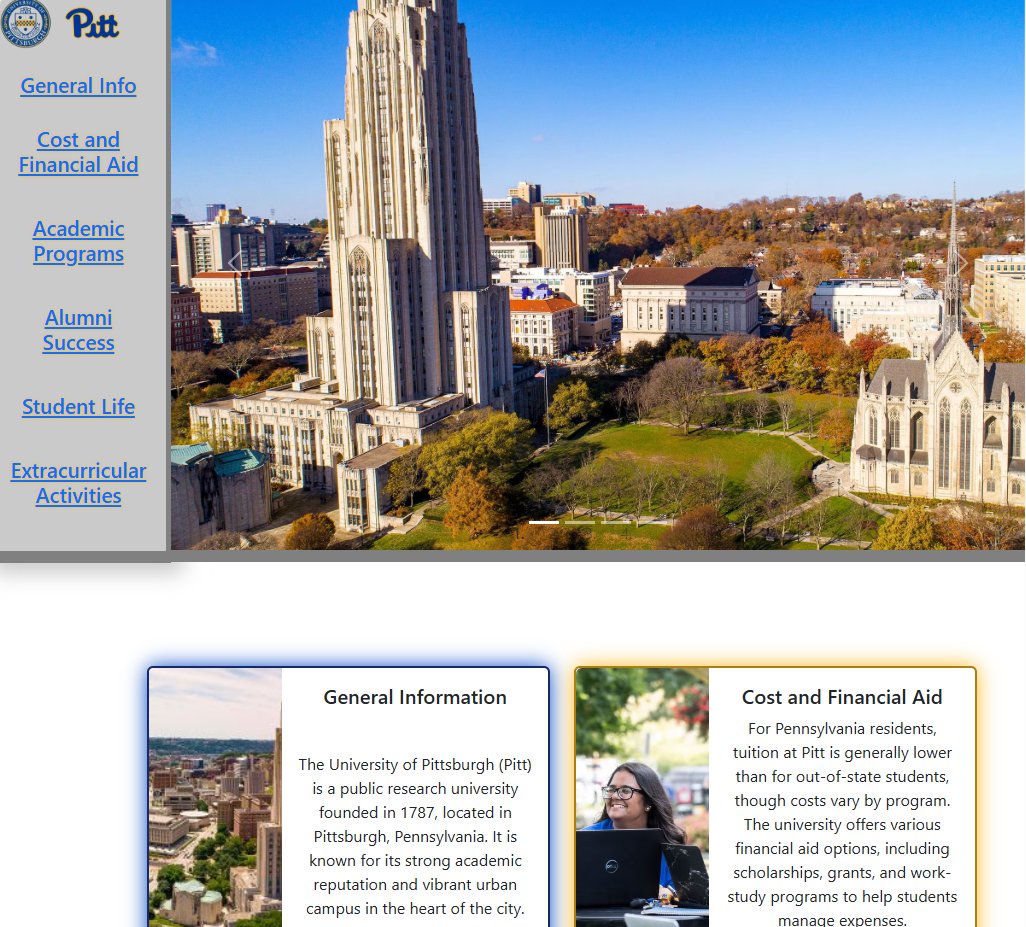 UNIVERSITY OF
PITTSBURGH
Pitt
General Info
Cost and
Financial Aid
Academic
Programs
Alumni
Success
Student Life
Extracurricular
Activities
General Information
The University of Pittsburgh (Pitt)
is a public research university
founded in 1787, located in
Pittsburgh, Pennsylvania. It is
known for its strong academic
reputation and vibrant urban
campus in the heart of the city.
Cost and Financial Aid
For Pennsylvania residents,
tuition at Pitt is generally lower
than for out-of-state students,
though costs vary by program.
The university offers various
financial aid options, including
scholarships, grants, and work-
study programs to help students
manage expenses.
DELL